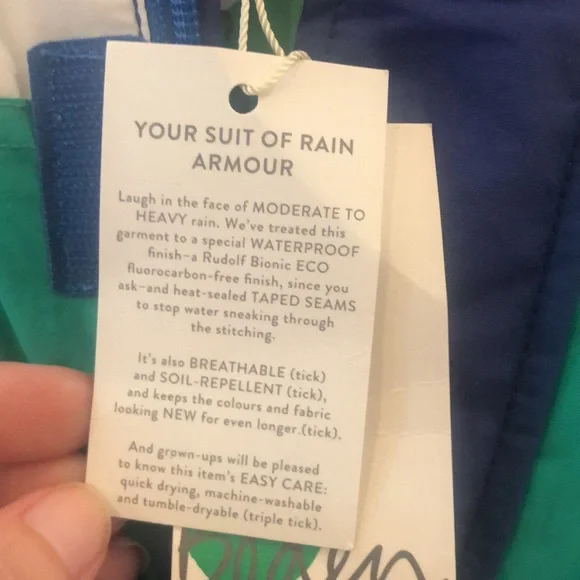 YOUR SUIT OF RAIN
ARMOUR
Laugh in the face of MODERATE TO
HEAVY rain. We've treated this
garment to a special WATERPROOF
finish–a Rudolf Bionic ECO
fluorocarbon-free finish, since you
ask–and heat-sealed TAPED SEAMS
to stop water sneaking through
the stitching.
It's also BREATHABLE (tick)
and SOIL-REPELLENT (tick),
and keeps the colours and fabric
looking NEW for even longer.(tick).
And grown-ups will be pleased
to know this item's EASY CARE:
quick drying, machine-washable
and tumble-dryable (triple tick).